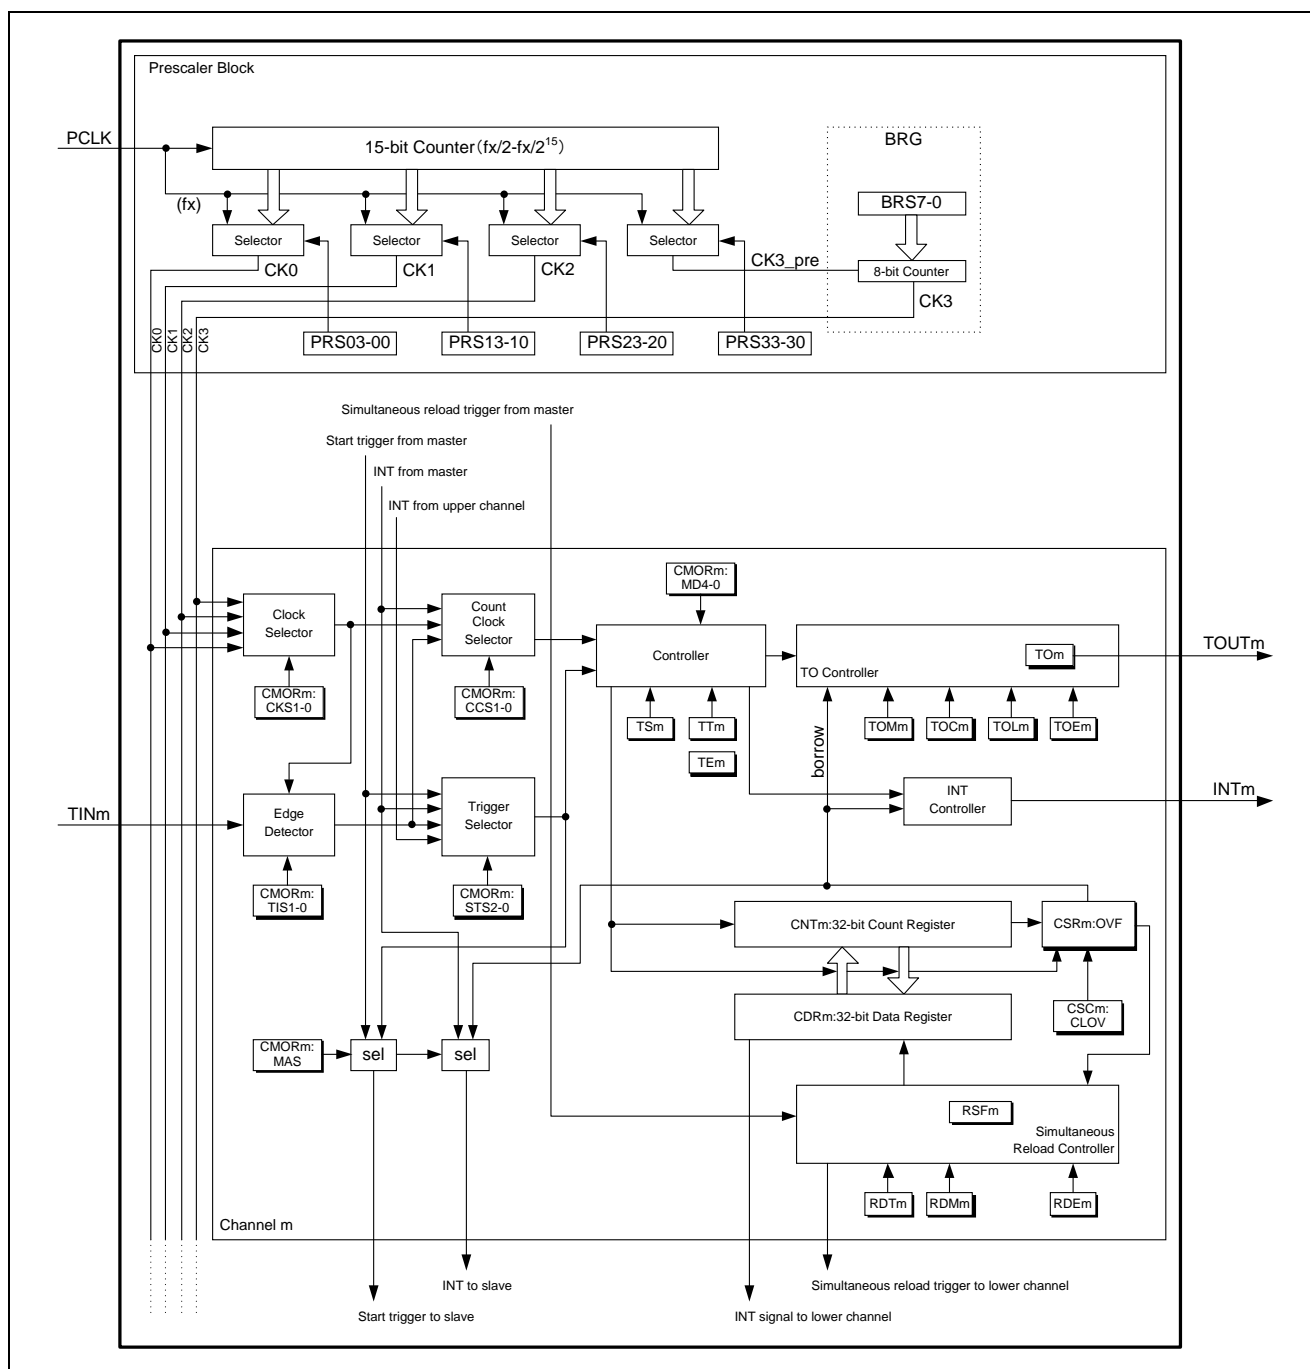 Prescaler Block
PCLK
15-bit Counter(fx/2-fx/2¹⁵)
BRG
(fx)
BRS7-0
Selector
Selector
Selector
Selector
CK0
CK1
CK2
CK3_pre
8-bit Counter
CK3
CK0
CK1
CK2
CK3
PRS03-00
PRS13-10
PRS23-20
PRS33-30
Simultaneous reload trigger from master
Start trigger from master
INT from master
INT from upper channel
CMORm:
MD4-0
Clock
Selector
Count
Clock
Selector
Controller
TOm
TO Controller
TOUTm
CMORm:
CKS1-0
CMORm:
CCS1-0
TSm
TTm
TOMm
TOCm
TOLm
TOEm
TEm
borrow
TINm
Edge
Detector
Trigger
Selector
INT
Controller
INTm
CMORm:
TIS1-0
CMORm:
STS2-0
CNTm:32-bit Count Register
CSRm:OVF
CDRm:32-bit Data Register
CSCm:
CLOV
CMORm:
MAS
sel
sel
RSFm
Simultaneous
Reload Controller
RDTm
RDMm
RDEm
Channel m
INT to slave
Simultaneous reload trigger to lower channel
Start trigger to slave
INT signal to lower channel